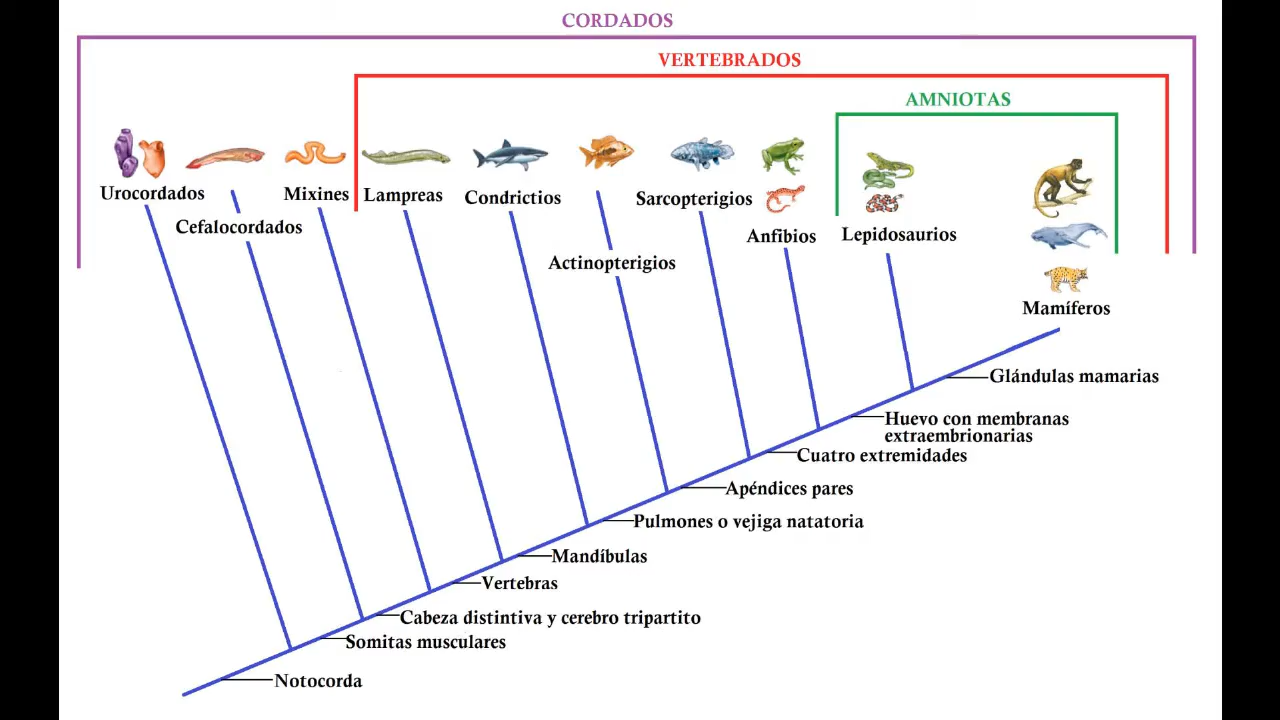 CORDADOS
VERTEBRADOS
AMNIOTAS
Urocordados
Cefalocordados
Mixines
Lampreas
Condrictios
Actinopterigios
Sarcopterigios
Anfibios
Lepidosaurios
Mamíferos
Glándulas mamarias
Huevo con membranas
extraembrionarias
Cuatro extremidades
Apéndices pares
Pulmones o vejiga natatoria
Mandíbulas
Vertebras
Cabeza distintiva y cerebro tripartito
Somitas musculares
Notocorda